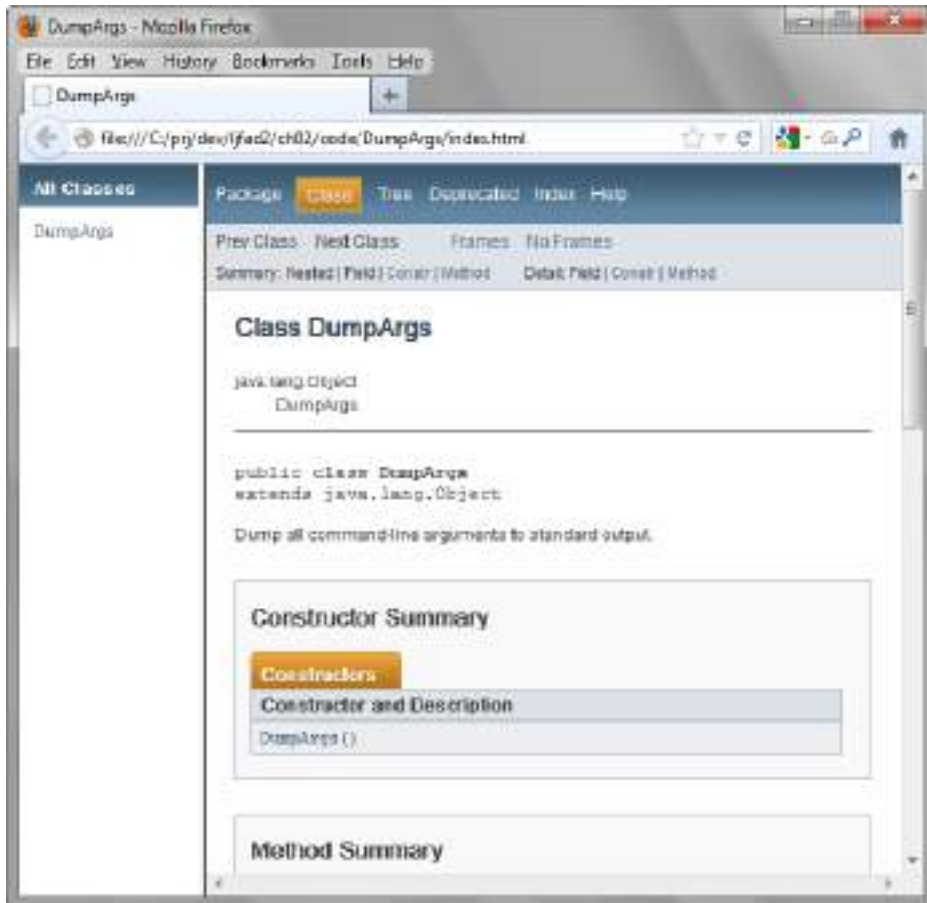 DumpArgs - Mozilla Firefox
File Edit View History Bookmarks Tools Help
DumpArgs
file:///C:/prj/dev/ljfad2/ch02/code/DumpArgs/index.html
All Classes
DumpArgs
Package Class Tree Deprecated Index Help
Prev Class Next Class Frames No Frames
Summary: Nested | Field | Constr | Method Detail: Field | Constr | Method
Class DumpArgs
java.lang.Object
DumpArgs
public class DumpArgs
extends java.lang.Object
Dump all command-line arguments to standard output.
Constructor Summary
Constructors
Constructor and Description
DumpArgs()
Method Summary